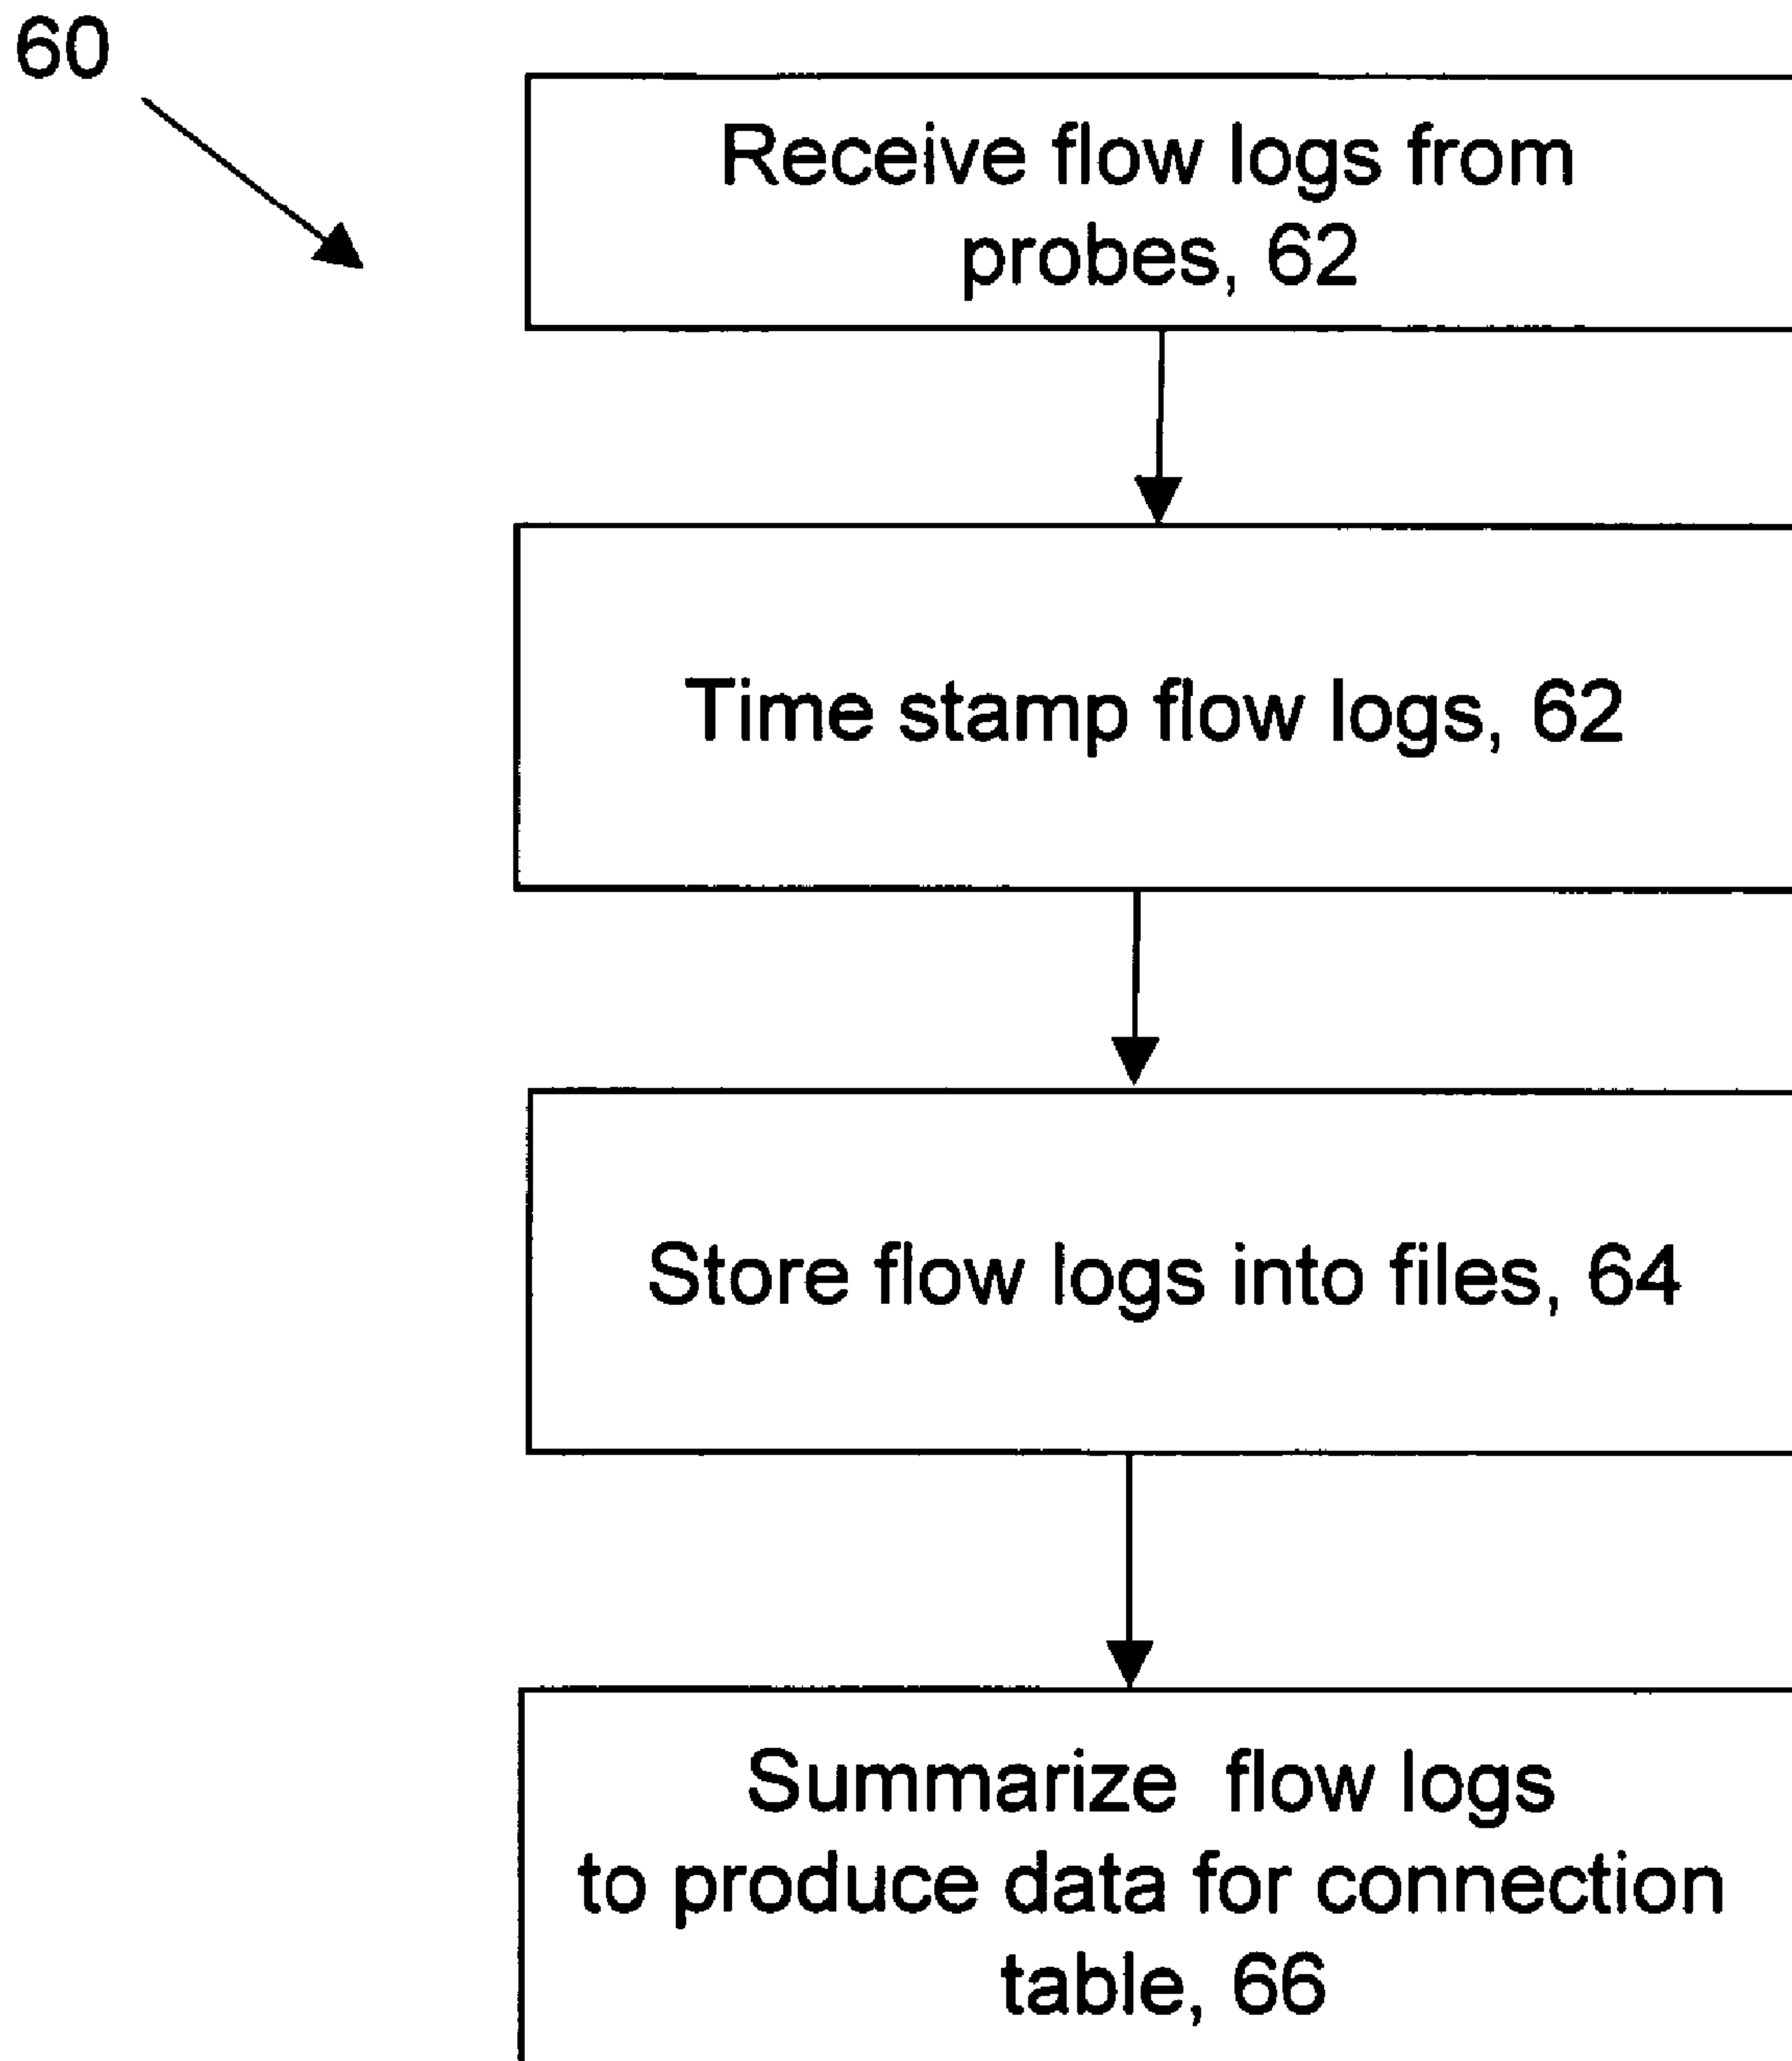 60
Receive flow logs from
probes, 62
Time stamp flow logs, 62
Store flow logs into files, 64
Summarize flow logs
to produce data for connection
table, 66